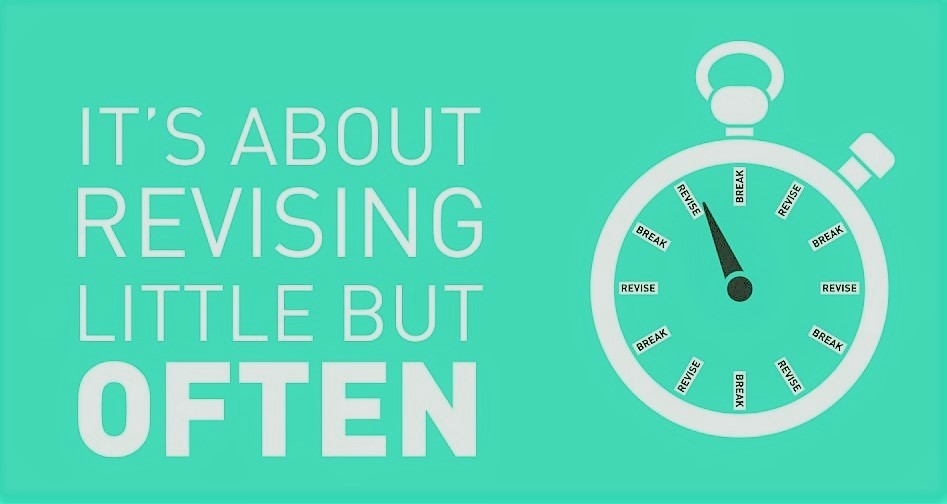 IT'S ABOUT
REVISING
LITTLE BUT
OFTEN
BREAK
REVISE
BREAK
REVISE
BREAK
REVISE
BREAK
REVISE
BREAK
REVISE
BREAK
REVISE